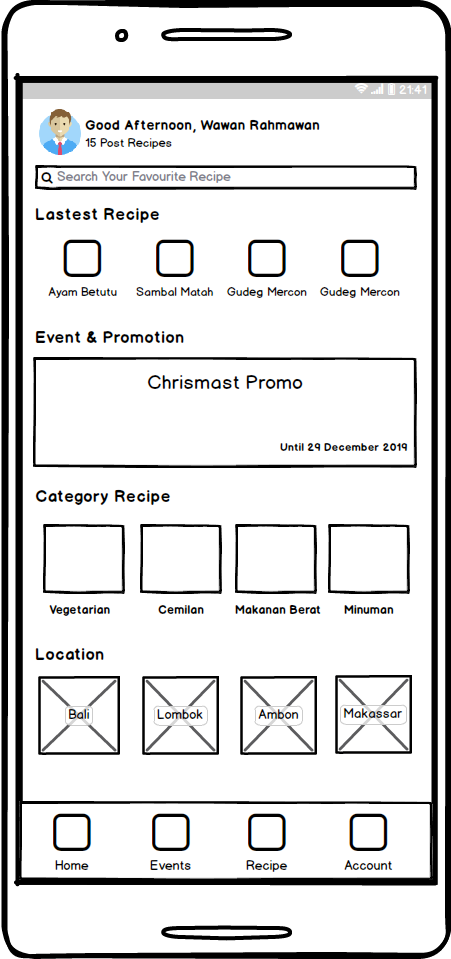 21:41
Good Afternoon, Wawan Rahmawan
15 Post Recipes
Search Your Favourite Recipe
Lastest Recipe
Ayam Betutu Sambal Matah Gudeg Mercon Gudeg Mercon
Event & Promotion
Chrismast Promo
Until 29 December 2019
Category Recipe
Vegetarian Cemilan Makanan Berat Minuman
Location
Bali Lombok Ambon Makassar
Home Events Recipe Account